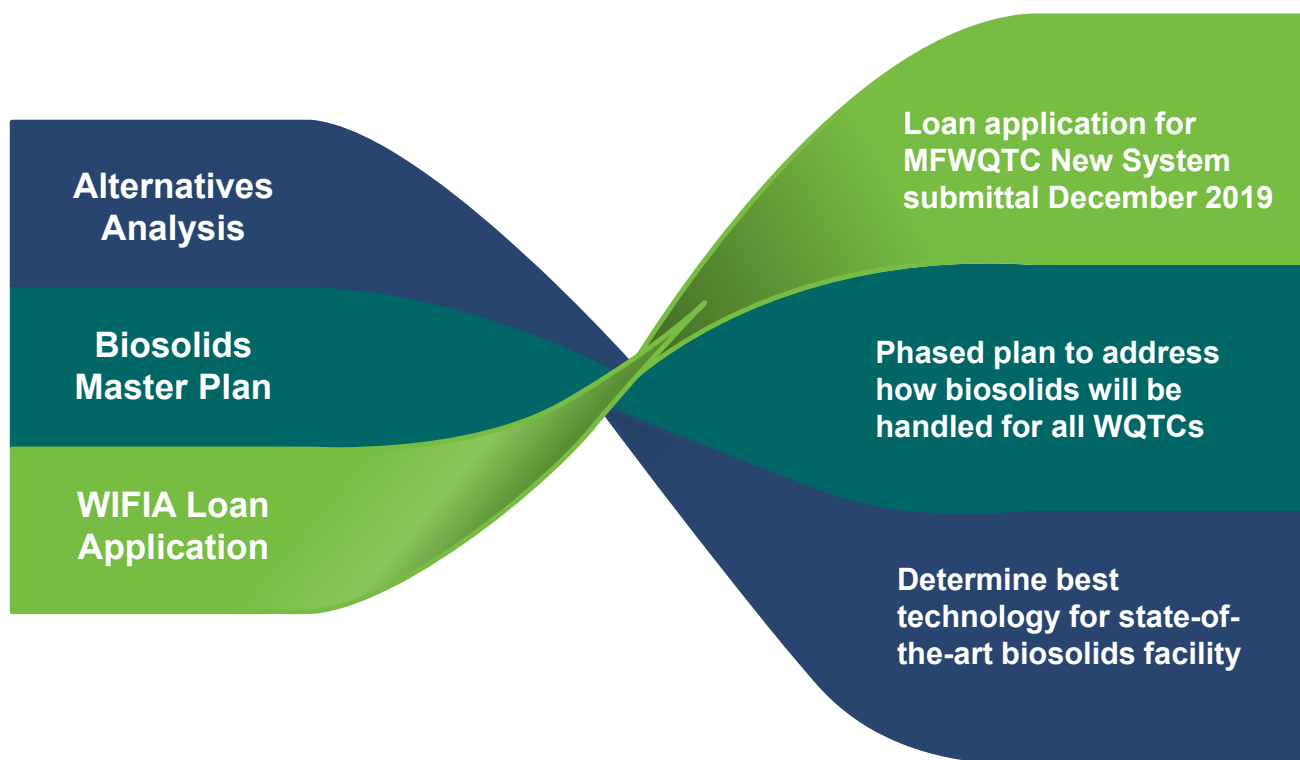 Alternatives
Analysis
Biosolids
Master Plan
WIFIA Loan
Application
Loan application for
MFWQTC New System
submittal December 2019
Phased plan to address
how biosolids will be
handled for all WQTCs
Determine best
technology for state-of-
the-art biosolids facility